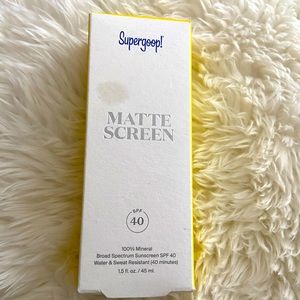 Supergoop!
MATTE
SCREEN
SPF
40
100% Mineral
Broad Spectrum Sunscreen SPF 40
Water & Sweat Resistant (40 minutes)
1.5 fl. oz. / 45 ml